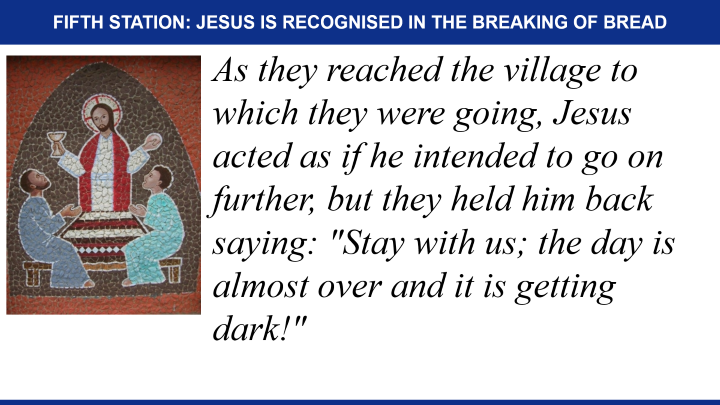 FIFTH STATION: JESUS IS RECOGNISED IN THE BREAKING OF BREAD
As they reached the village to
which they were going, Jesus
acted as if he intended to go on
further, but they held him back
saying: "Stay with us; the day is
almost over and it is getting
dark!"